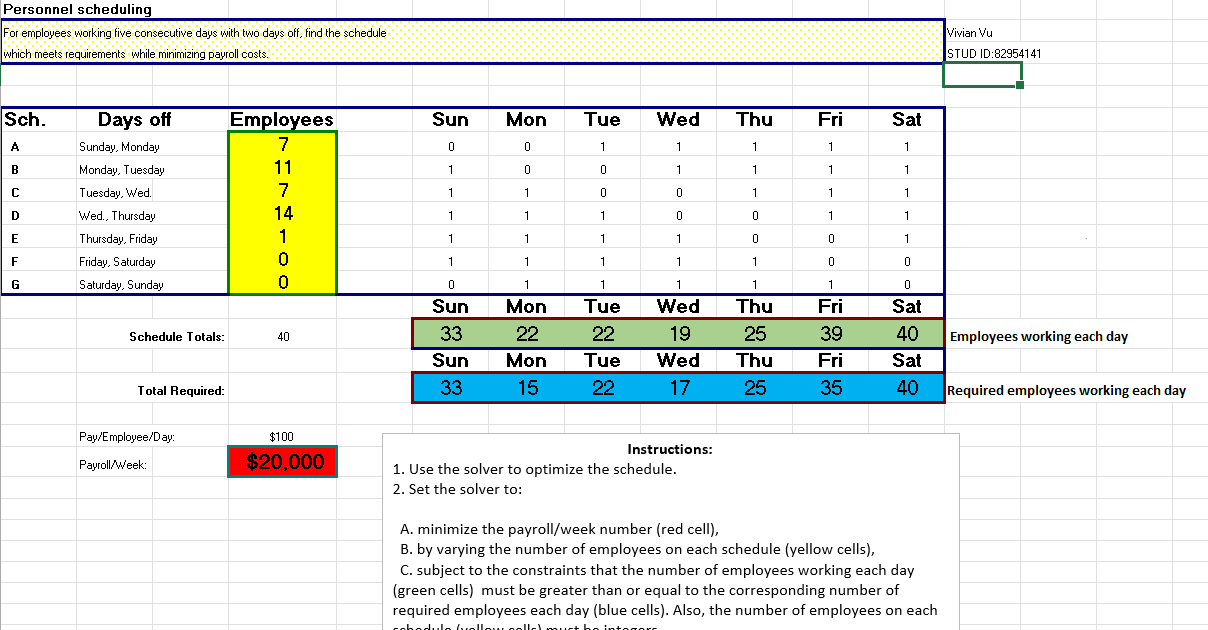 Personnel scheduling
For employees working five consecutive days with two days off, find the schedule
which meets requirements while minimizing payroll costs.
Vivian Vu
STUD ID:82954141
Sch. Days off Employees Sun Mon Tue Wed Thu Fri Sat
A Sunday, Monday 7 0 0 1 1 1 1 1
B Monday, Tuesday 11 1 0 0 1 1 1 1
C Tuesday, Wed. 7 1 1 0 0 1 1 1
D Wed., Thursday 14 1 1 1 0 0 1 1
E Thursday, Friday 1 1 1 1 1 0 0 1
F Friday, Saturday 0 1 1 1 1 1 0 0
G Saturday, Sunday 0 0 1 1 1 1 1 0
Sun Mon Tue Wed Thu Fri Sat
Schedule Totals: 40 33 22 22 19 25 39 40 Employees working each day
Sun Mon Tue Wed Thu Fri Sat
Total Required: 33 15 22 17 25 35 40 Required employees working each day
Pay/Employee/Day: $100
Payroll/Week: $20,000
Instructions:
1. Use the solver to optimize the schedule.
2. Set the solver to:
A. minimize the payroll/week number (red cell),
B. by varying the number of employees on each schedule (yellow cells),
C. subject to the constraints that the number of employees working each day
(green cells) must be greater than or equal to the corresponding number of
required employees each day (blue cells). Also, the number of employees on each
schedule (yellow cells) must be integers